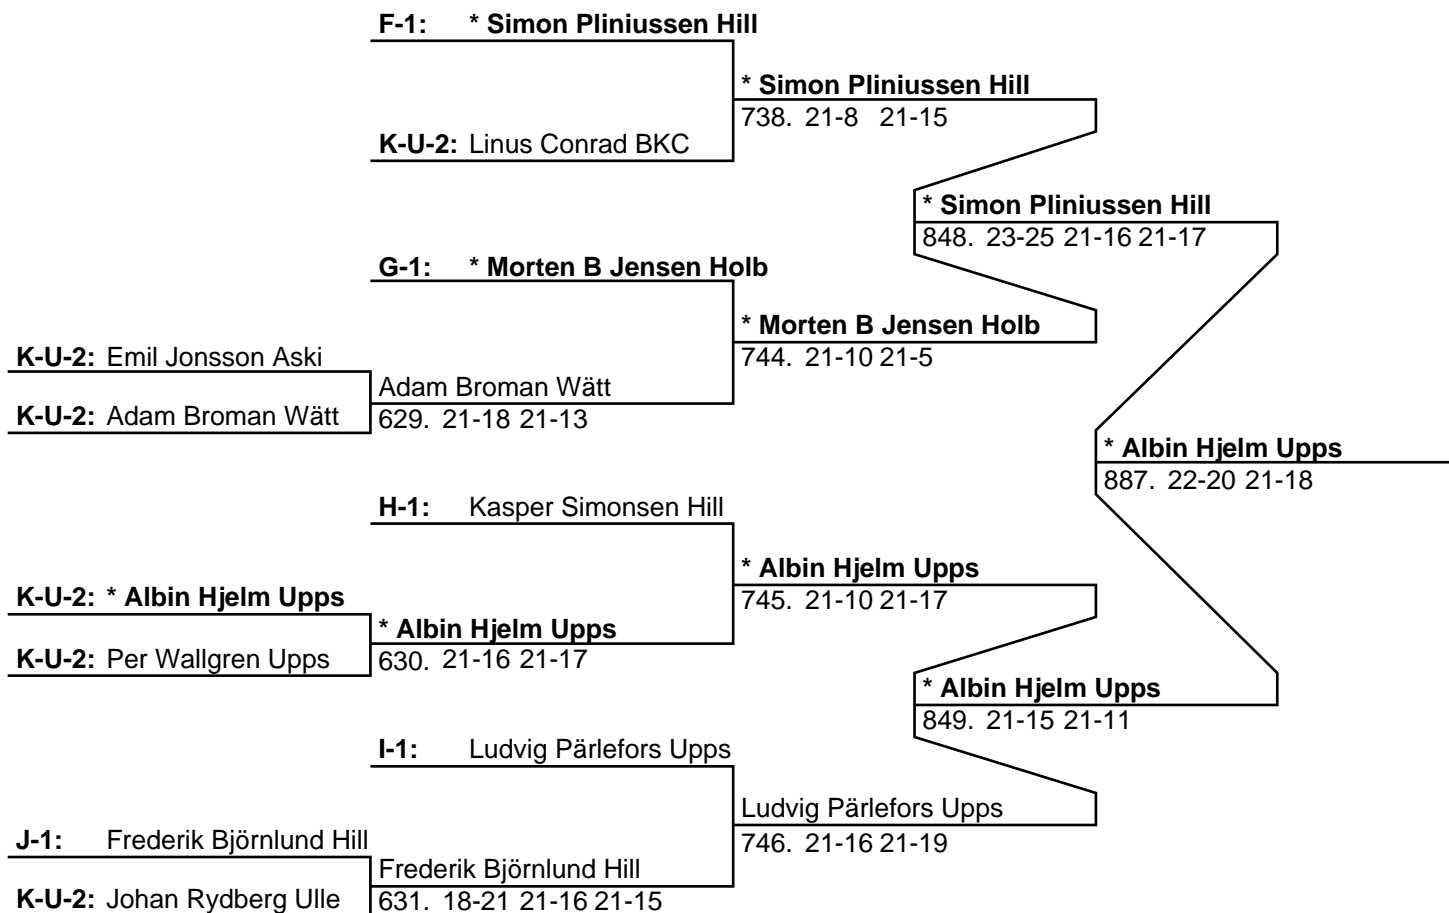 F-1: * Simon Pliniussen Hill
* Simon Pliniussen Hill
738. 21-8 21-15
K-U-2: Linus Conrad BKC
* Simon Pliniussen Hill
848. 23-25 21-16 21-17
G-1: * Morten B Jensen Holb
* Morten B Jensen Holb
744. 21-10 21-5
K-U-2: Emil Jonsson Aski
Adam Broman Wätt
629. 21-18 21-13
K-U-2: Adam Broman Wätt
* Albin Hjelm Upps
887. 22-20 21-18
H-1: Kasper Simonsen Hill
* Albin Hjelm Upps
745. 21-10 21-17
K-U-2: * Albin Hjelm Upps
* Albin Hjelm Upps
630. 21-16 21-17
K-U-2: Per Wallgren Upps
* Albin Hjelm Upps
849. 21-15 21-11
I-1: Ludvig Pärlefors Upps
Ludvig Pärlefors Upps
746. 21-16 21-19
J-1: Frederik Björnlund Hill
Frederik Björnlund Hill
631. 18-21 21-16 21-15
K-U-2: Johan Rydberg Ulle